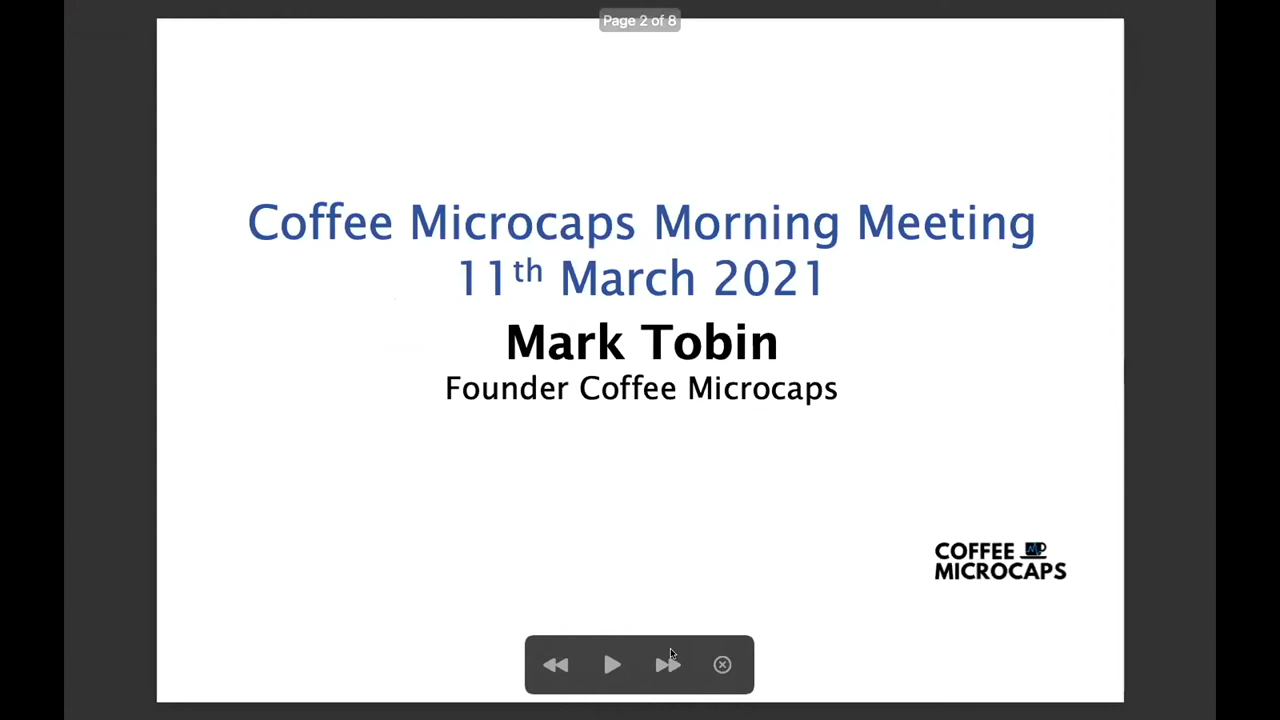 Page 2 of 8
Coffee Microcaps Morning Meeting
11th March 2021
Mark Tobin
Founder Coffee Microcaps
COFFEE
MICROCAPS